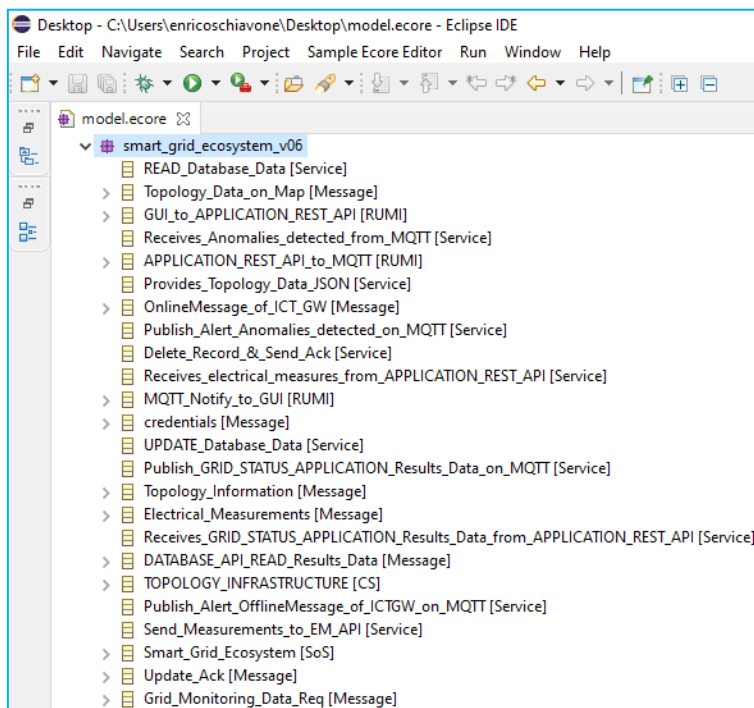 Desktop - C:\Users\enricoschiavone\Desktop\model.ecore - Eclipse IDE
File Edit Navigate Search Project Sample Ecore Editor Run Window Help
model.ecore
smart_grid_ecosystem_v06
READ_Database_Data [Service]
Topology_Data_on_Map [Message]
GUI_to_APPLICATION_REST_API [RUMI]
Receives_Anomalies_detected_from_MQTT [Service]
APPLICATION_REST_API_to_MQTT [RUMI]
Provides_Topology_Data_JSON [Service]
OnlineMessage_of_ICT_GW [Message]
Publish_Alert_Anomalies_detected_on_MQTT [Service]
Delete_Record_&_Send_Ack [Service]
Receives_electrical_measures_from_APPLICATION_REST_API [Service]
MQTT_Notify_to_GUI [RUMI]
credentials [Message]
UPDATE_Database_Data [Service]
Publish_GRID_STATUS_APPLICATION_Results_Data_on_MQTT [Service]
Topology_Information [Message]
Electrical_Measurements [Message]
Receives_GRID_STATUS_APPLICATION_Results_Data_from_APPLICATION_REST_API [Service]
DATABASE_API_READ_Results_Data [Message]
TOPOLOGY_INFRASTRUCTURE [CS]
Publish_Alert_OfflineMessage_of_ICTGW_on_MQTT [Service]
Send_Measurements_to_EM_API [Service]
Smart_Grid_Ecosystem [SoS]
Update_Ack [Message]
Grid_Monitoring_Data_Req [Message]